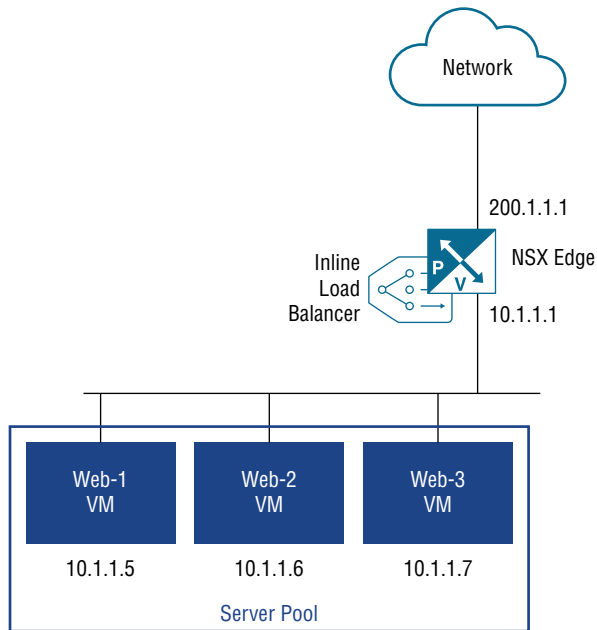 Network
200.1.1.1
NSX Edge
P
V
Inline
Load
Balancer
10.1.1.1
Web-1
VM
Web-2
VM
Web-3
VM
10.1.1.5
10.1.1.6
10.1.1.7
Server Pool